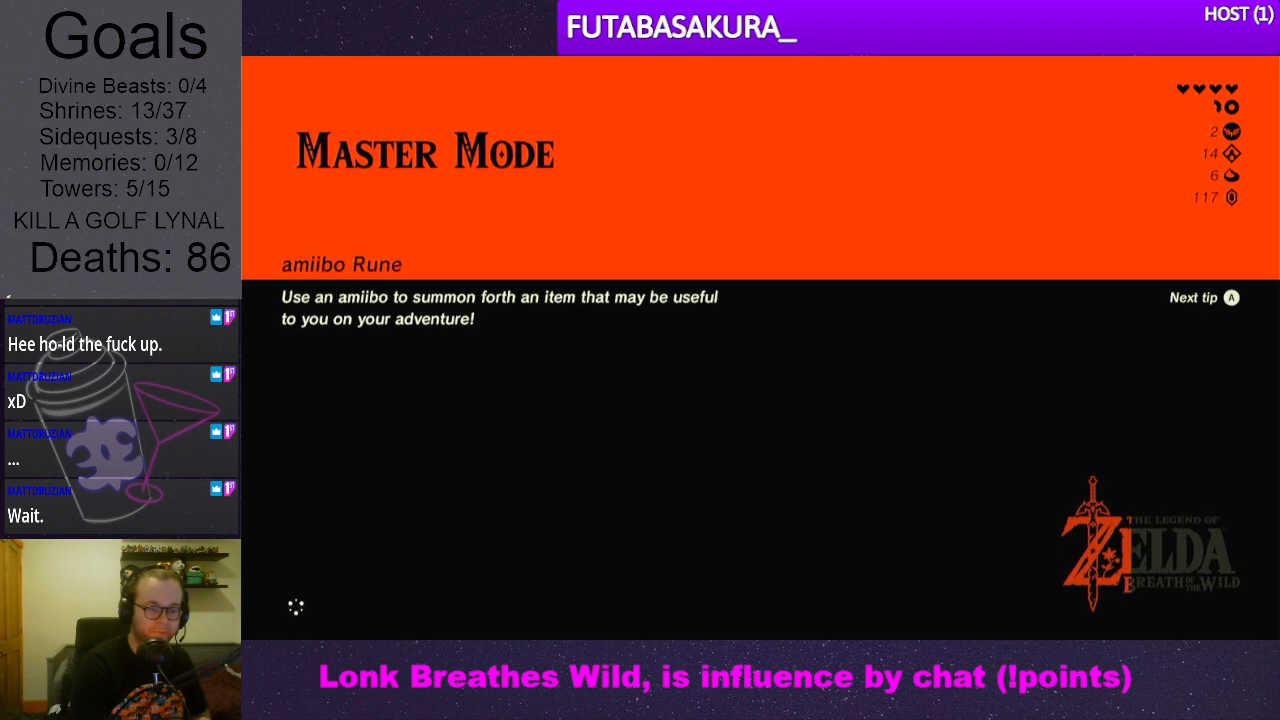 Goals
Divine Beasts: 0/4
Shrines: 13/37
Sidequests: 3/8
Memories: 0/12
Towers: 5/15
KILL A GOLF LYNAL
Deaths: 86
MATTDRUZIAN
Hee ho-ld the fuck up.
MATTDRUZIAN
xD
MATTDRUZIAN
...
MATTDRUZIAN
Wait.
FUTABASAKURA_
HOST (1)
MASTER MODE
2
14
6
117
amiibo Rune
Use an amiibo to summon forth an item that may be useful
to you on your adventure!
Next tip A
THE LEGEND OF
ZELDA
BREATH OF THE WILD
Lonk Breathes Wild, is influence by chat (!points)